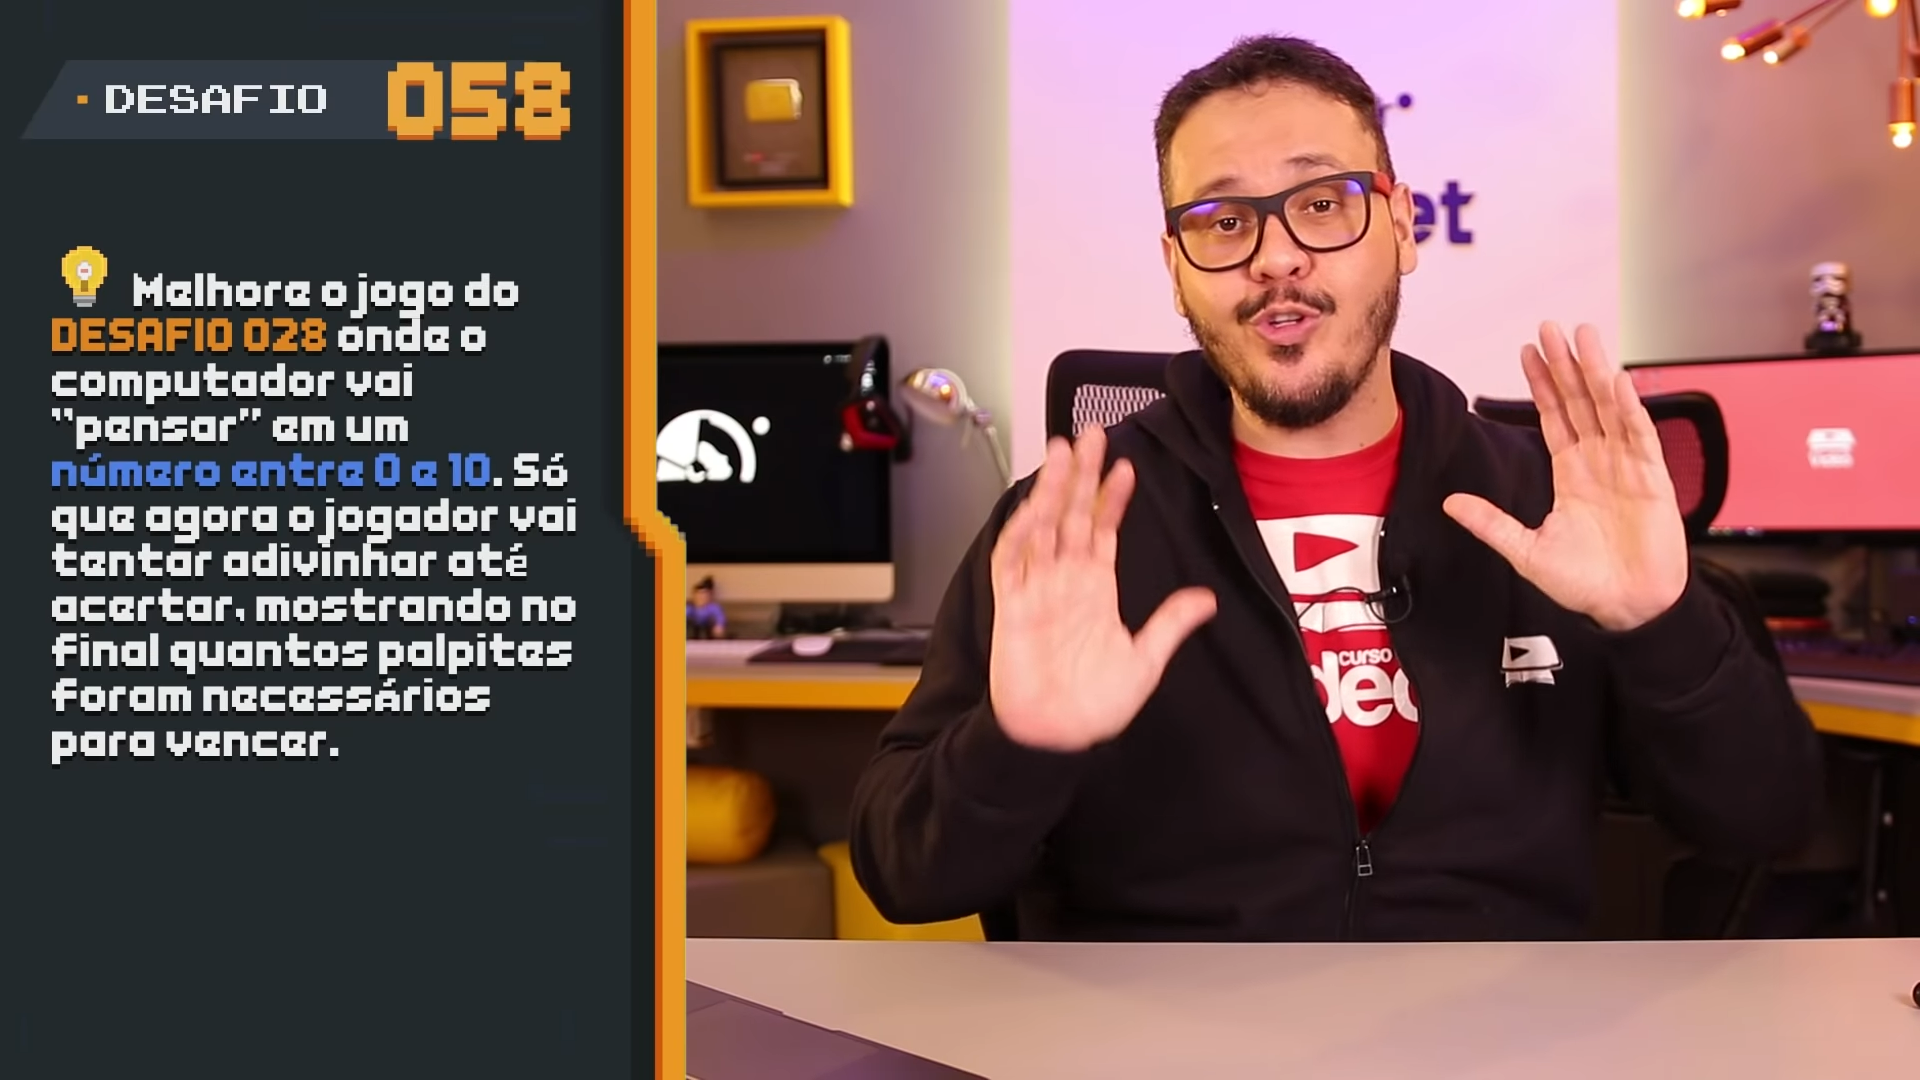 DESAFIO 058
Melhore o jogo do
DESAFIO 028 onde o
computador vai
"pensar" em um
número entre 0 e 10. Só
que agora o jogador vai
tentar adivinhar até
acertar, mostrando no
final quantos palpites
foram necessários
para vencer.
et
curso